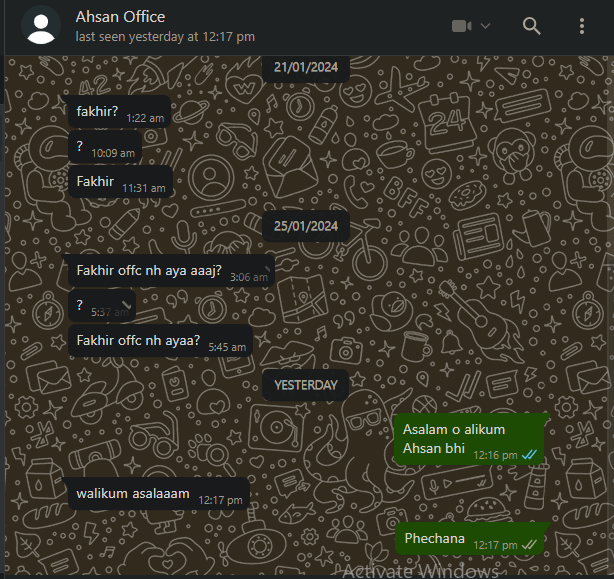 Ahsan Office
last seen yesterday at 12:17 pm
21/01/2024
fakhir? 1:22 am
? 10:09 am
Fakhir 11:31 am
25/01/2024
Fakhir offc nh aya aaaj? 3:06 am
? 5:37 am
Fakhir offc nh ayaa? 5:45 am
YESTERDAY
Asalam o alikum
Ahsan bhi 12:16 pm
walikum asalaaam 12:17 pm
Phechana 12:17 pm
Activate Windows